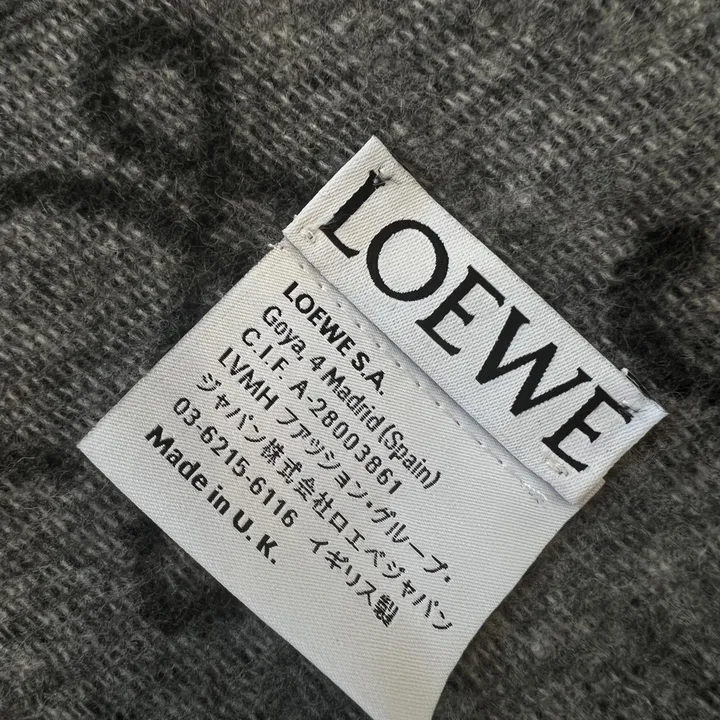 LOEWE
LOEWE S.A.
Goya, 4 Madrid (Spain)
C.I.F. A-28003861
LVMH ファッション・グループ・
ジャパン株式会社ロエベジャパン
03-6215-6116 イギリス製
Made in U.K.